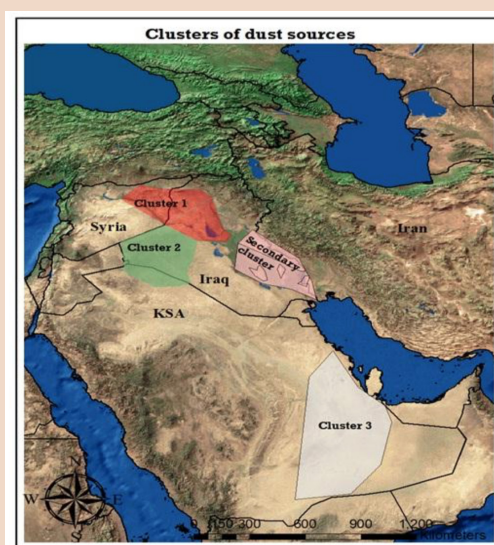 Clusters of dust sources
Cluster 1
Syria
Iran
Cluster 2
Secondary
cluster
Iraq
KSA
Cluster 3
N
W E
S
0 150 300 600 900 1,200
Kilometers